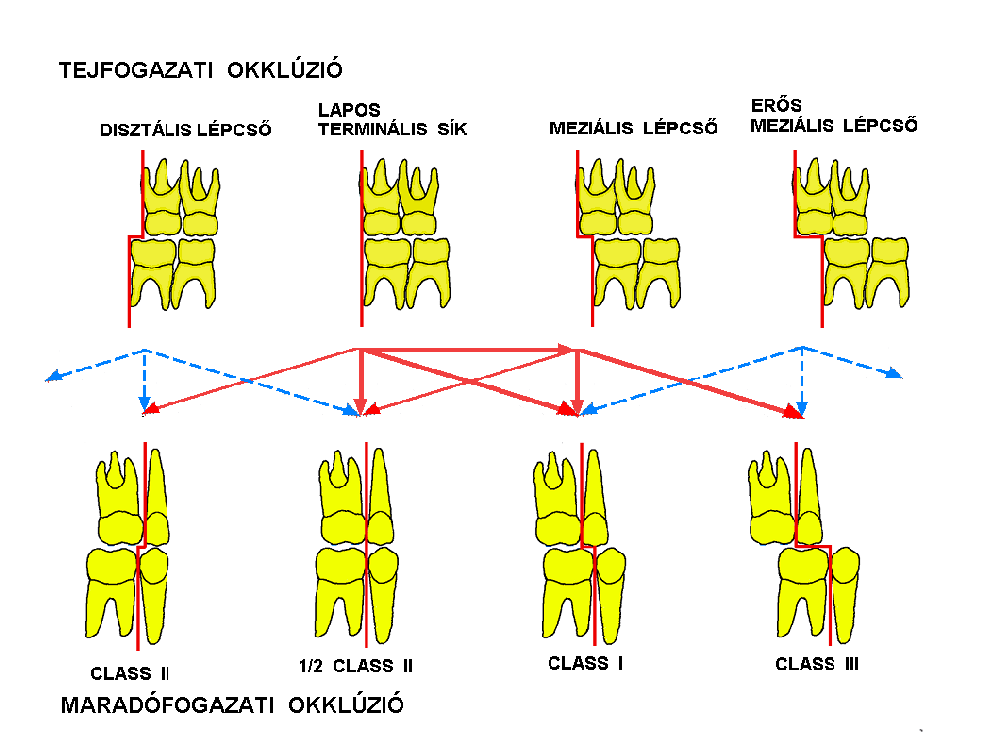 TEJFOGAZATI OKKLÚZIÓ
DISZTÁLIS LÉPCSŐ
LAPOS
TERMINÁLIS SÍK
MEZIÁLIS LÉPCSŐ
ERŐS
MEZIÁLIS LÉPCSŐ
CLASS II
1/2 CLASS II
CLASS I
CLASS III
MARADÓFOGAZATI OKKLÚZIÓ